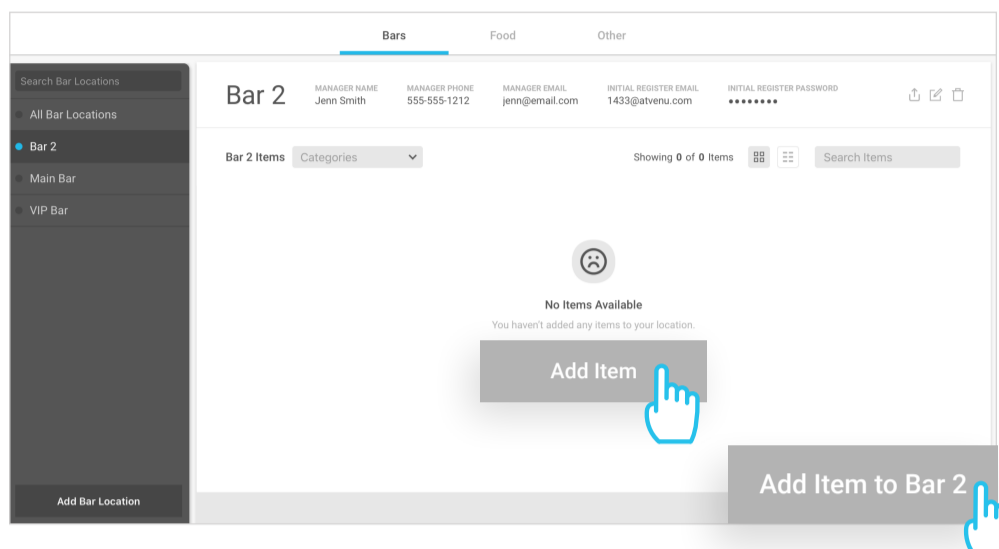 Bars Food Other
Search Bar Locations
All Bar Locations
Bar 2
Main Bar
VIP Bar
Add Bar Location
Bar 2
MANAGER NAME
Jenn Smith
MANAGER PHONE
555-555-1212
MANAGER EMAIL
jenn@email.com
INITIAL REGISTER EMAIL
1433@atvenu.com
INITIAL REGISTER PASSWORD
••••••••
Bar 2 Items Categories Showing 0 of 0 Items Search Items
No Items Available
You haven't added any items to your location.
Add Item
Add Item to Bar 2